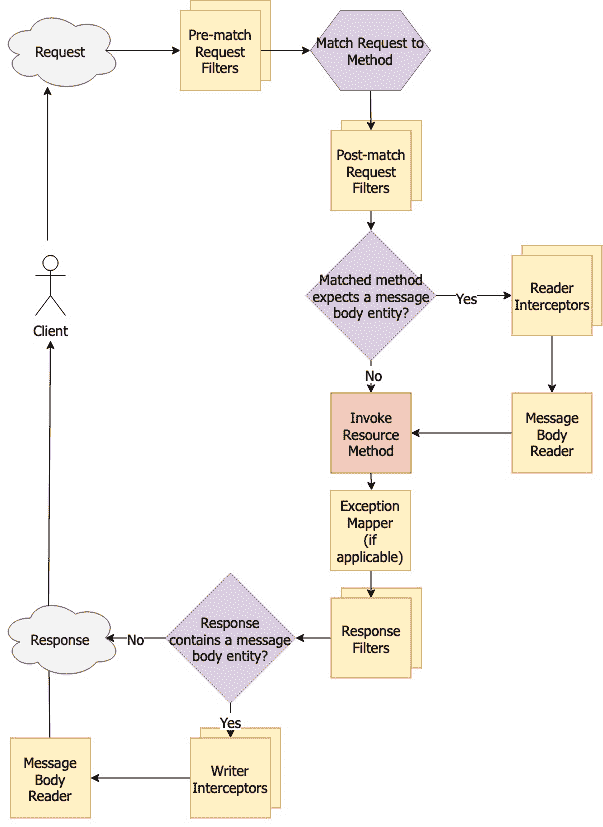 Request
Pre-match
Request
Filters
Match Request to
Method
Post-match
Request
Filters
Matched method
expects a message
body entity?
Yes
Reader
Interceptors
Client
No
Invoke
Resource
Method
Message
Body
Reader
Exception
Mapper
(if
applicable)
Response
Filters
Response
contains a message
body entity?
No
Response
Yes
Writer
Interceptors
Message
Body
Reader